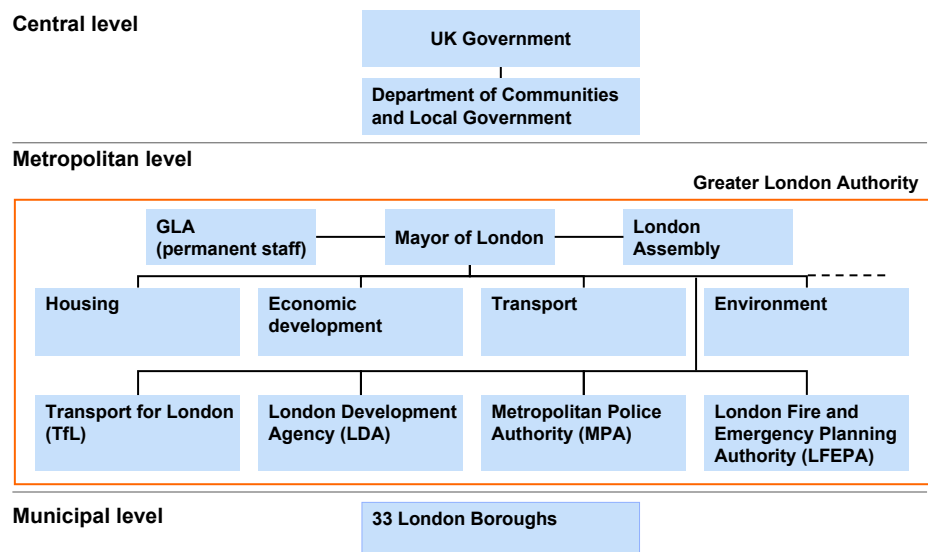 Central level
UK Government
Department of Communities
and Local Government
Metropolitan level
Greater London Authority
GLA
(permanent staff)
Mayor of London
London
Assembly
Housing
Economic
development
Transport
Environment
Transport for London
(TfL)
London Development
Agency (LDA)
Metropolitan Police
Authority (MPA)
London Fire and
Emergency Planning
Authority (LFEPA)
Municipal level
33 London Boroughs